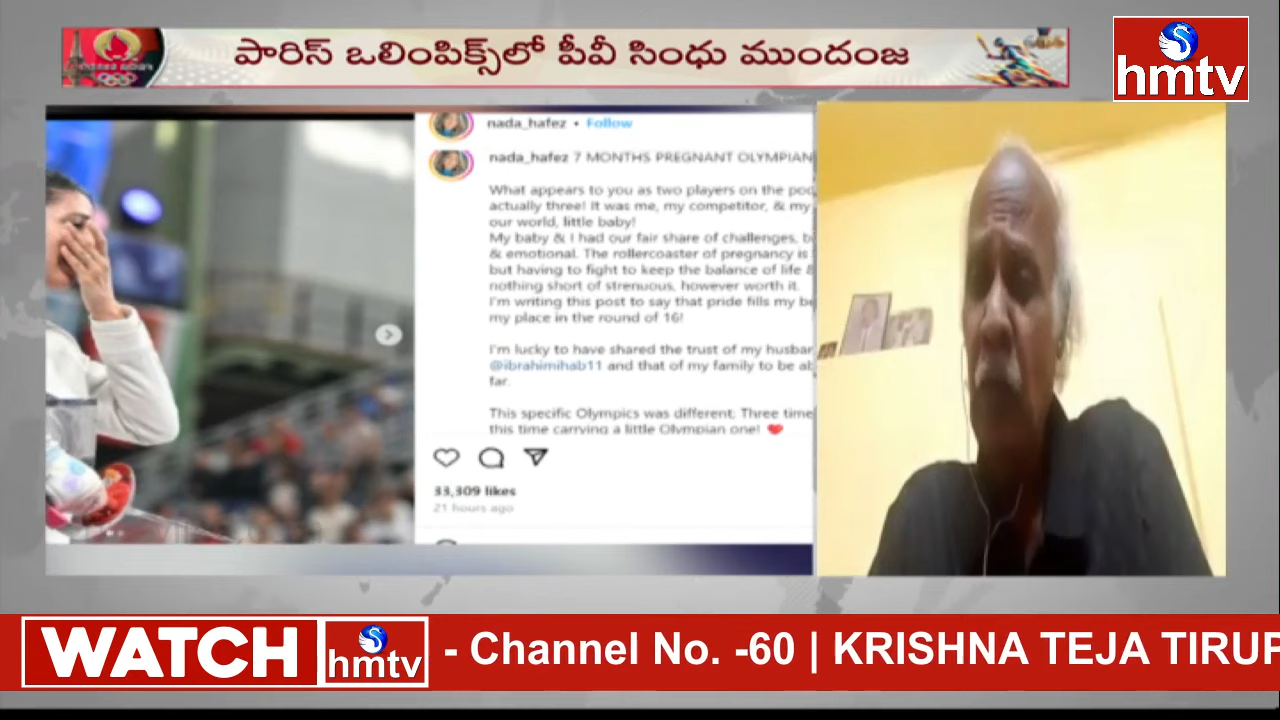 పారిస్ ఒలింపిక్స్‌లో పీవీ సింధు ముందంజ
hmtv
nada_hafez • Follow
nada_hafez 7 MONTHS PREGNANT OLYMPIAN
What appears to you as two players on the pod
actually three! It was me, my competitor, & my
our world, little baby!
My baby & I had our fair share of challenges, b
& emotional. The rollercoaster of pregnancy is
but having to fight to keep the balance of life &
nothing short of strenuous, however worth it.
I'm writing this post to say that pride fills my be
my place in the round of 16!
I'm lucky to have shared the trust of my husbar
@ibrahimihab11 and that of my family to be ab
far.
This specific Olympics was different; Three time
this time carrying a little Olympian one! ❤️
33,309 likes
21 hours ago
WATCH hmtv - Channel No. -60 | KRISHNA TEJA TIRUP